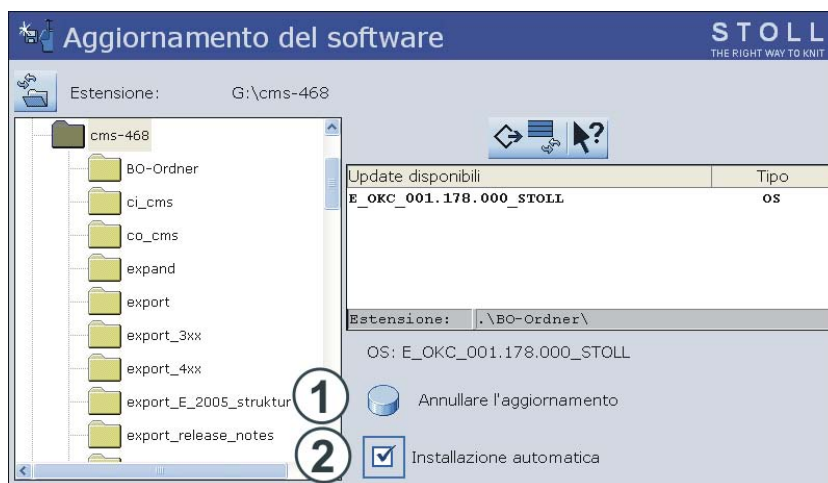 Aggiornamento del software
STOLL
THE RIGHT WAY TO KNIT
Estensione: G:\cms-468
cms-468
BO-Ordner
ci_cms
co_cms
expand
export
export_3xx
export_4xx
export_E_2005_struktur
export_release_notes
?
Update disponibili Tipo
E_OKC_001.178.000_STOLL OS
Estensione: .\BO-Ordner\
OS: E_OKC_001.178.000_STOLL
1 Annullare l'aggiornamento
2 Installazione automatica